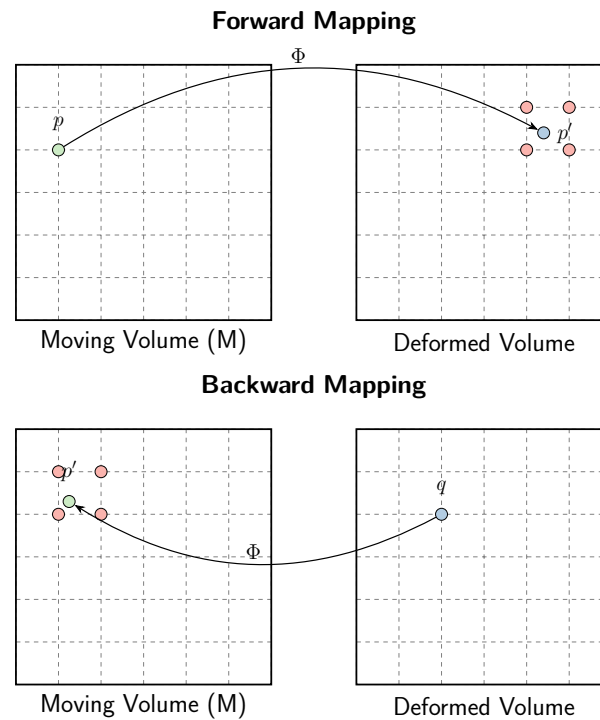 Forward Mapping
Φ
p
p′
Moving Volume (M)
Deformed Volume
Backward Mapping
p′
q
Φ
Moving Volume (M)
Deformed Volume